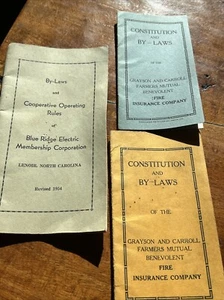 By-Laws
and
Cooperative Operating
Rules
of
Blue Ridge Electric
Membership Corporation
LENOIR, NORTH CAROLINA
Revised 1954
CONSTITUTION
AND
BY-LAWS
OF THE
GRAYSON AND CARROLL
FARMERS MUTUAL
BENEVOLENT
FIRE
INSURANCE COMPANY
CONSTITUTION
AND
BY-LAWS
OF THE
GRAYSON AND CARROLL
FARMERS MUTUAL
BENEVOLENT
FIRE
INSURANCE COMPANY